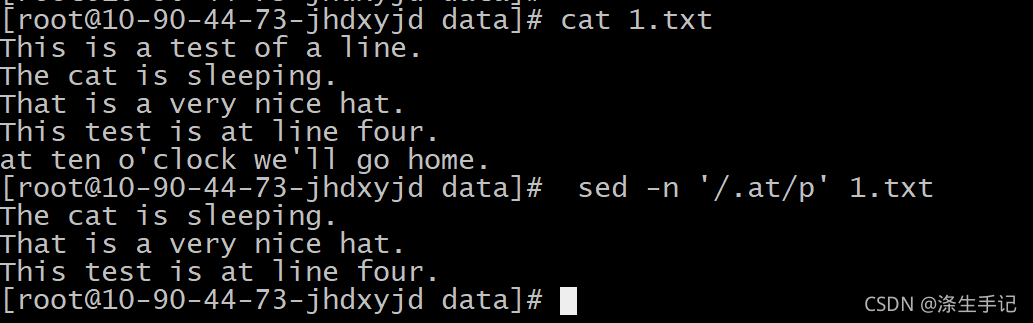 [root@10-90-44-73-jhdxyjd data]# cat 1.txt
This is a test of a line.
The cat is sleeping.
That is a very nice hat.
This test is at line four.
at ten o'clock we'll go home.
[root@10-90-44-73-jhdxyjd data]#  sed -n '/.at/p' 1.txt
The cat is sleeping.
That is a very nice hat.
This test is at line four.
[root@10-90-44-73-jhdxyjd data]#
CSDN @涤生手记